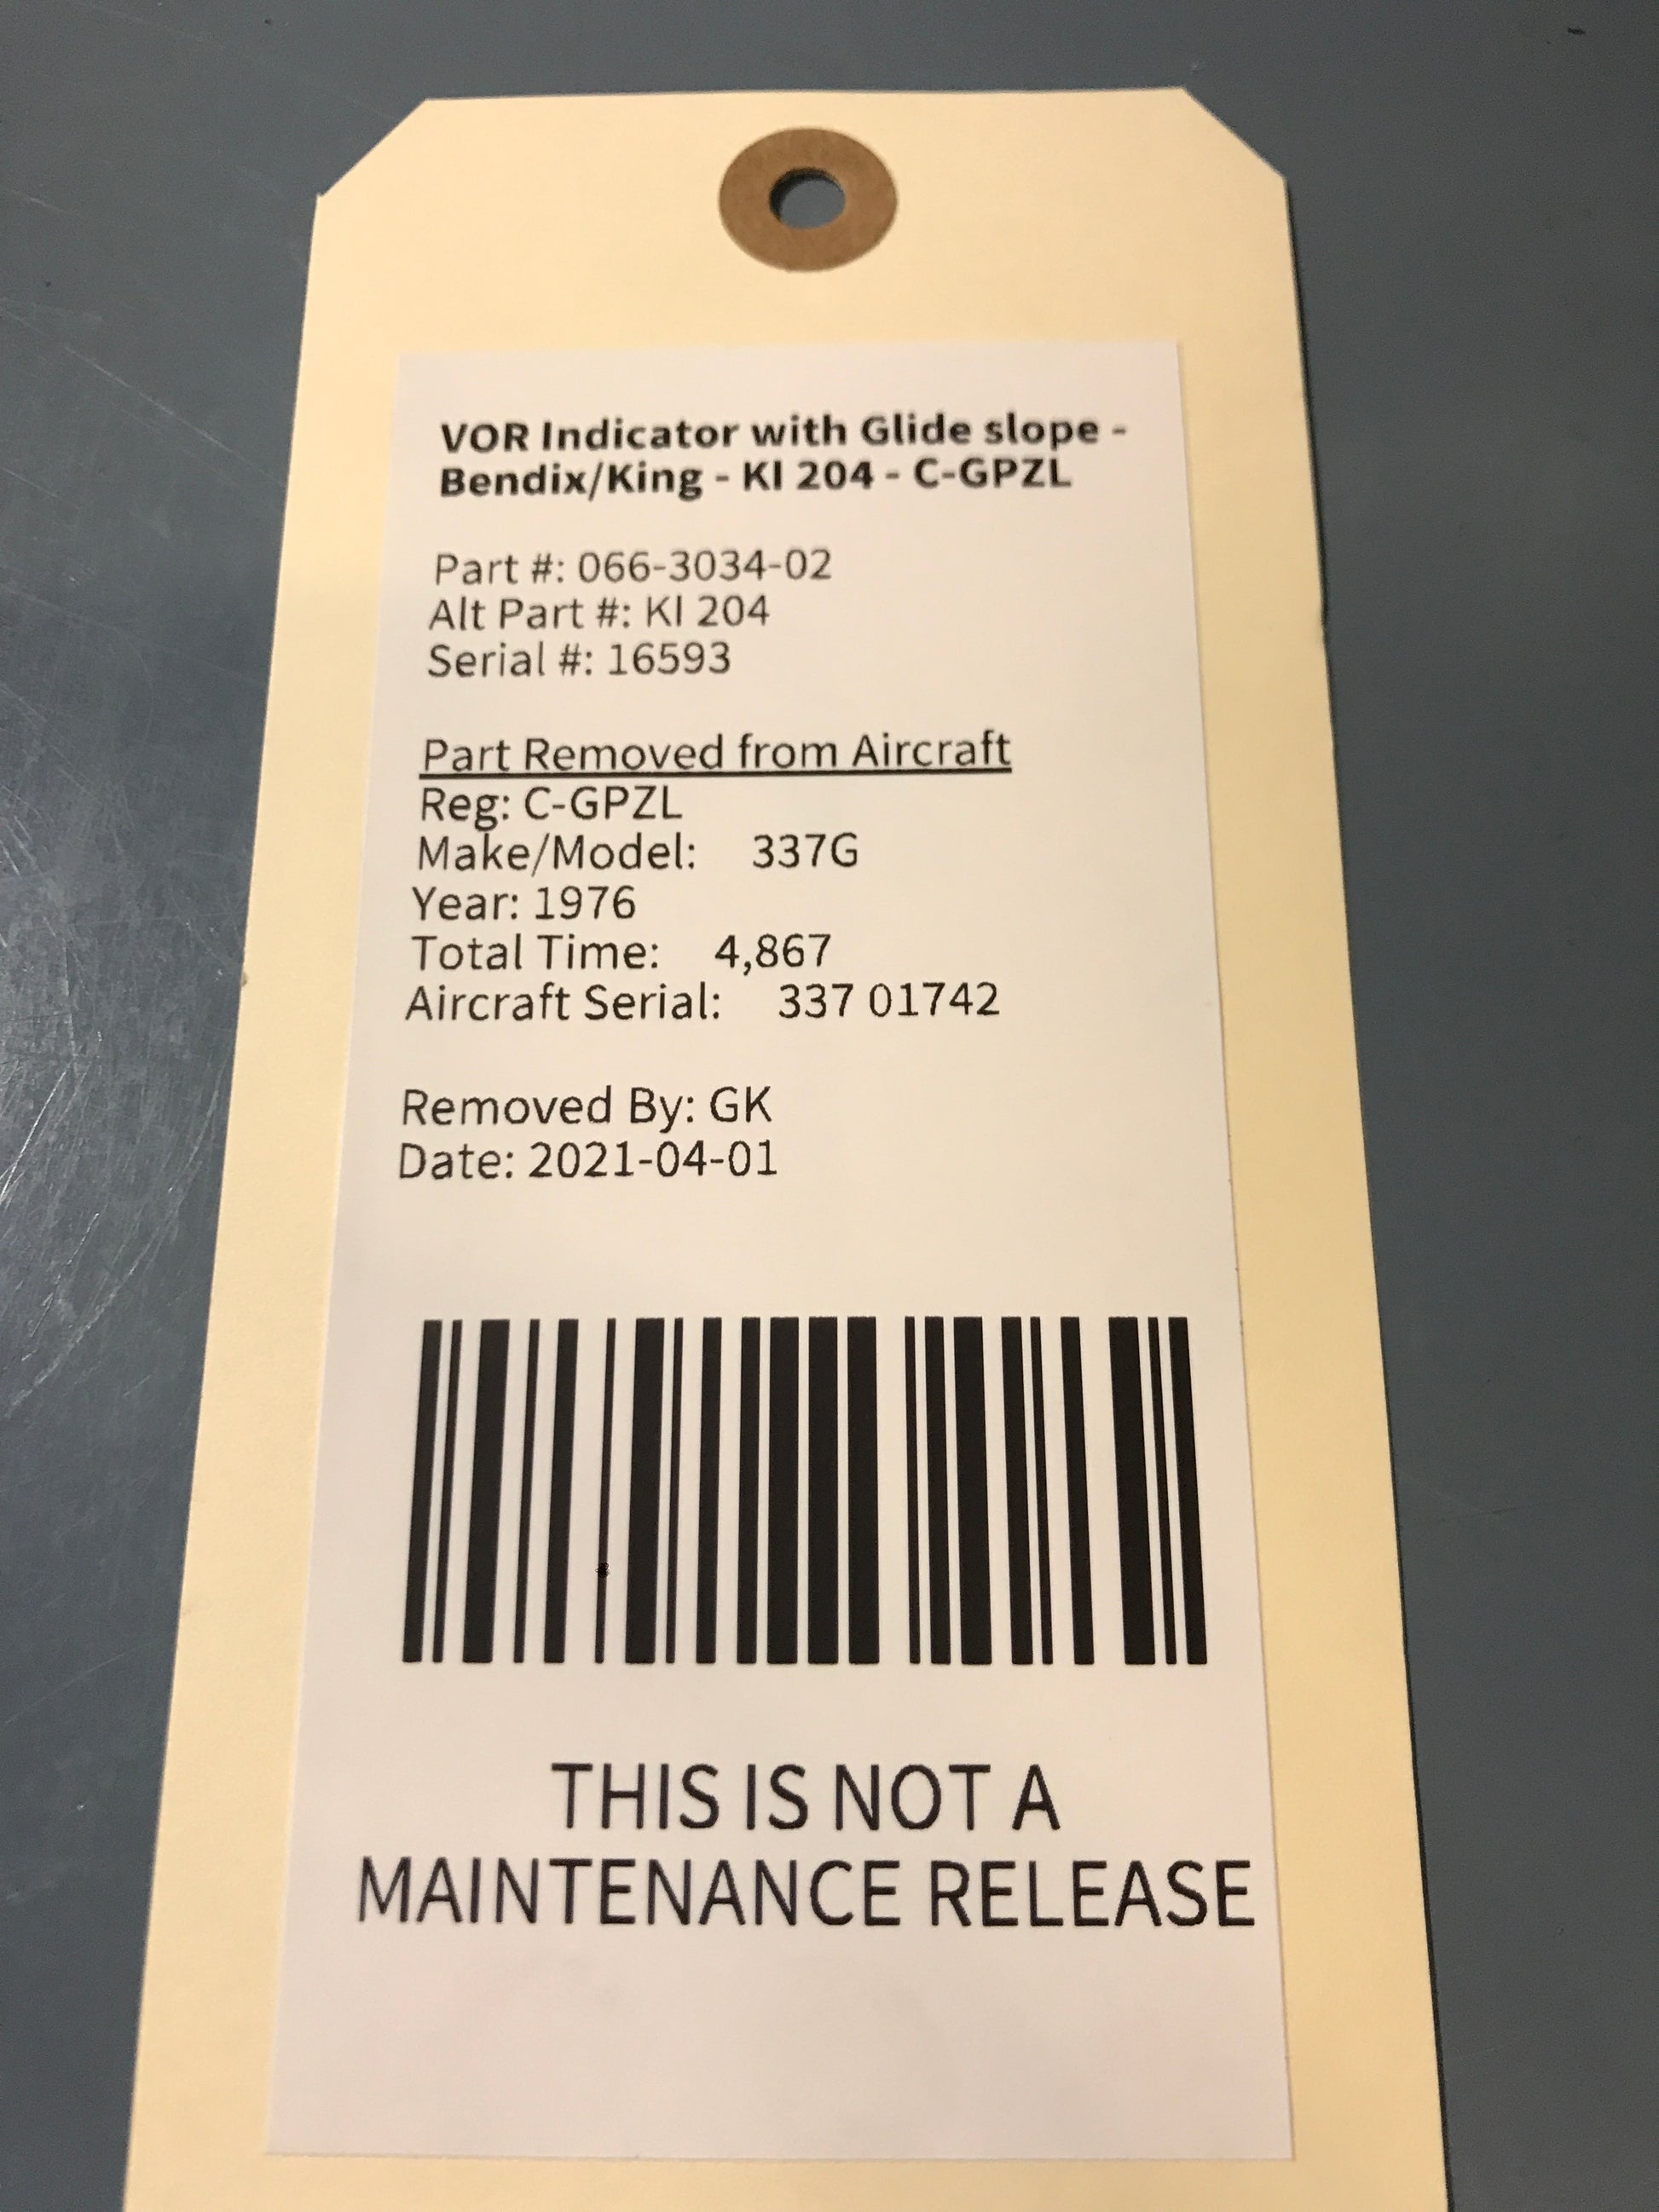 VOR Indicator with Glide slope -
Bendix/King - KI 204 - C-GPZL
Part #: 066-3034-02
Alt Part #: KI 204
Serial #: 16593
Part Removed from Aircraft
Reg: C-GPZL
Make/Model: 337G
Year: 1976
Total Time: 4,867
Aircraft Serial: 337 01742
Removed By: GK
Date: 2021-04-01
THIS IS NOT A
MAINTENANCE RELEASE